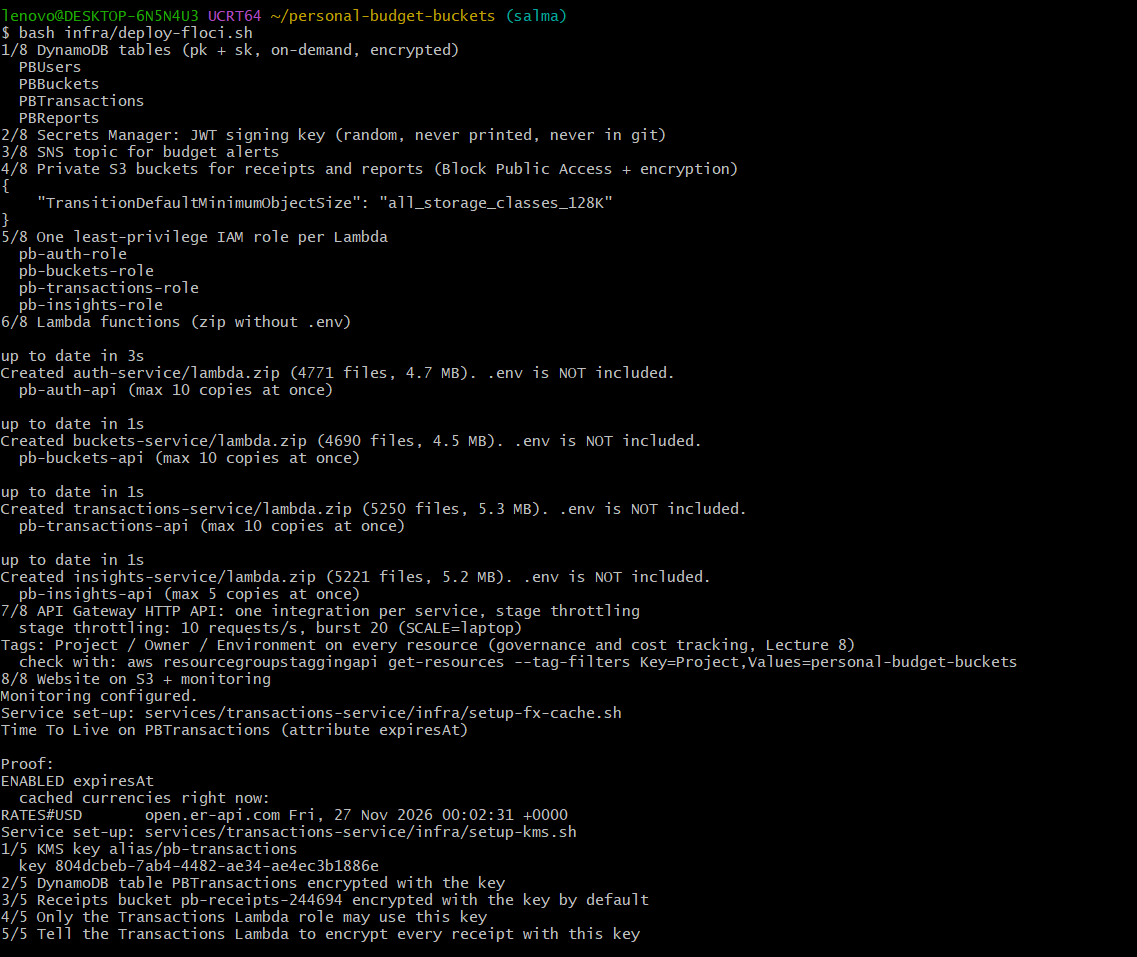 lenovo@DESKTOP-6N5N4U3 UCRT64 ~/personal-budget-buckets (salma)
$ bash infra/deploy-floci.sh
1/8 DynamoDB tables (pk + sk, on-demand, encrypted)
  PBUsers
  PBBuckets
  PBTransactions
  PBReports
2/8 Secrets Manager: JWT signing key (random, never printed, never in git)
3/8 SNS topic for budget alerts
4/8 Private S3 buckets for receipts and reports (Block Public Access + encryption)
{
    "TransitionDefaultMinimumObjectSize": "all_storage_classes_128K"
}
5/8 One least-privilege IAM role per Lambda
  pb-auth-role
  pb-buckets-role
  pb-transactions-role
  pb-insights-role
6/8 Lambda functions (zip without .env)

up to date in 3s
Created auth-service/lambda.zip (4771 files, 4.7 MB). .env is NOT included.
  pb-auth-api (max 10 copies at once)

up to date in 1s
Created buckets-service/lambda.zip (4690 files, 4.5 MB). .env is NOT included.
  pb-buckets-api (max 10 copies at once)

up to date in 1s
Created transactions-service/lambda.zip (5250 files, 5.3 MB). .env is NOT included.
  pb-transactions-api (max 10 copies at once)

up to date in 1s
Created insights-service/lambda.zip (5221 files, 5.2 MB). .env is NOT included.
  pb-insights-api (max 5 copies at once)
7/8 API Gateway HTTP API: one integration per service, stage throttling
  stage throttling: 10 requests/s, burst 20 (SCALE=laptop)
Tags: Project / Owner / Environment on every resource (governance and cost tracking, Lecture 8)
  check with: aws resourcegroupstaggingapi get-resources --tag-filters Key=Project,Values=personal-budget-buckets
8/8 Website on S3 + monitoring
Monitoring configured.
Service set-up: services/transactions-service/infra/setup-fx-cache.sh
Time To Live on PBTransactions (attribute expiresAt)

Proof:
ENABLED expiresAt
  cached currencies right now:
RATES#USD       open.er-api.com Fri, 27 Nov 2026 00:02:31 +0000
Service set-up: services/transactions-service/infra/setup-kms.sh
1/5 KMS key alias/pb-transactions
  key 804dcbeb-7ab4-4482-ae34-ae4ec3b1886e
2/5 DynamoDB table PBTransactions encrypted with the key
3/5 Receipts bucket pb-receipts-244694 encrypted with the key by default
4/5 Only the Transactions Lambda role may use this key
5/5 Tell the Transactions Lambda to encrypt every receipt with this key